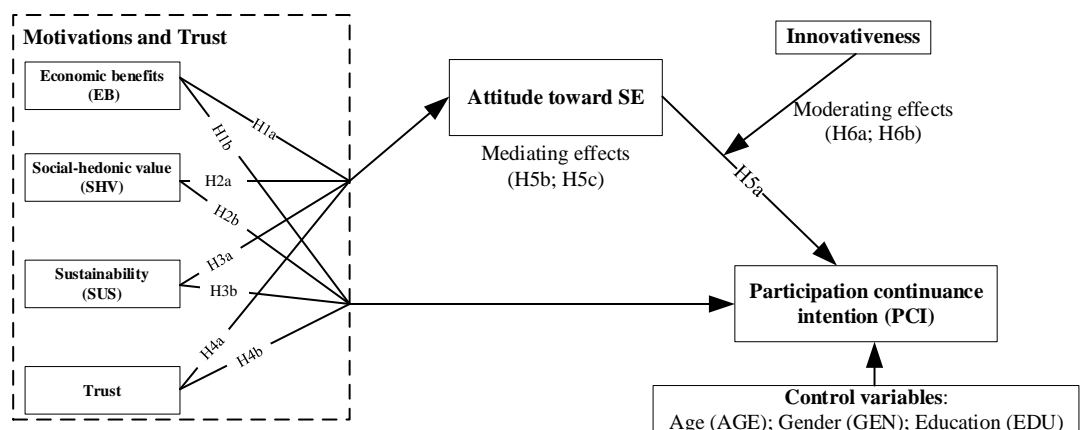 Motivations and Trust
Economic benefits
(EB)
Social-hedonic value
(SHV)
Sustainability
(SUS)
Trust
H1a
H1b
H2a
H2b
H3a
H3b
H4a
H4b
Attitude toward SE
Mediating effects
(H5b; H5c)
Innovativeness
Moderating effects
(H6a; H6b)
H5a
Participation continuance
intention (PCI)
Control variables:
Age (AGE); Gender (GEN); Education (EDU)